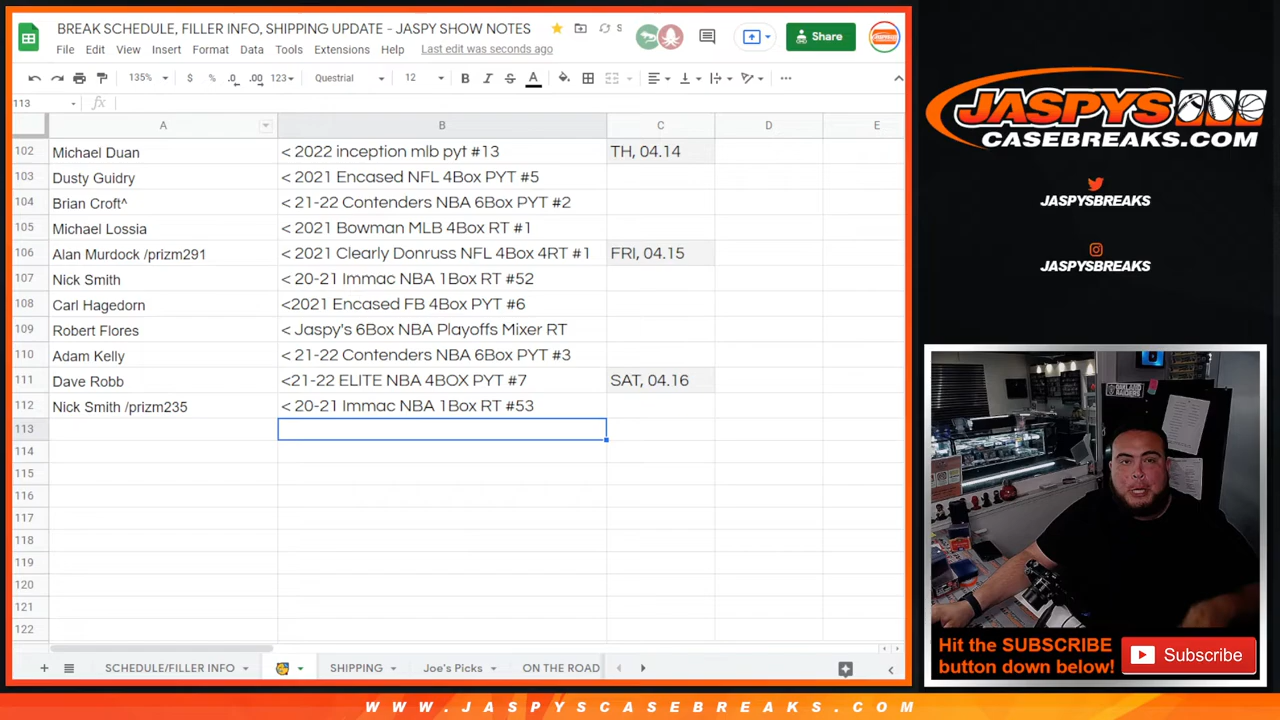 BREAK SCHEDULE, FILLER INFO, SHIPPING UPDATE - JASPY SHOW NOTES
S
Share
File Edit View Insert Format Data Tools Extensions Help Last edit was seconds ago
135% $ % .0 .00 123 Questrial 12 B I S A
113 fx
A B C D E
102 Michael Duan < 2022 inception mlb pyt #13 TH, 04.14
103 Dusty Guidry < 2021 Encased NFL 4Box PYT #5
104 Brian Croft^ < 21-22 Contenders NBA 6Box PYT #2
105 Michael Lossia < 2021 Bowman MLB 4Box RT #1
106 Alan Murdock /prizm291 < 2021 Clearly Donruss NFL 4Box 4RT #1 FRI, 04.15
107 Nick Smith < 20-21 Immac NBA 1Box RT #52
108 Carl Hagedorn <2021 Encased FB 4Box PYT #6
109 Robert Flores < Jaspy's 6Box NBA Playoffs Mixer RT
110 Adam Kelly < 21-22 Contenders NBA 6Box PYT #3
111 Dave Robb <21-22 ELITE NBA 4BOX PYT #7 SAT, 04.16
112 Nick Smith /prizm235 < 20-21 Immac NBA 1Box RT #53
113
114
115
116
117
118
119
120
121
122
SCHEDULE/FILLER INFO SHIPPING Joe's Picks ON THE ROAD
JASPYS
CASEBREAKS.COM
JASPYSBREAKS
JASPYSBREAKS
OAKLAND RAIDERS
Hit the SUBSCRIBE
button down below!
Subscribe
WWW.JASPYSCASEBREAKS.COM